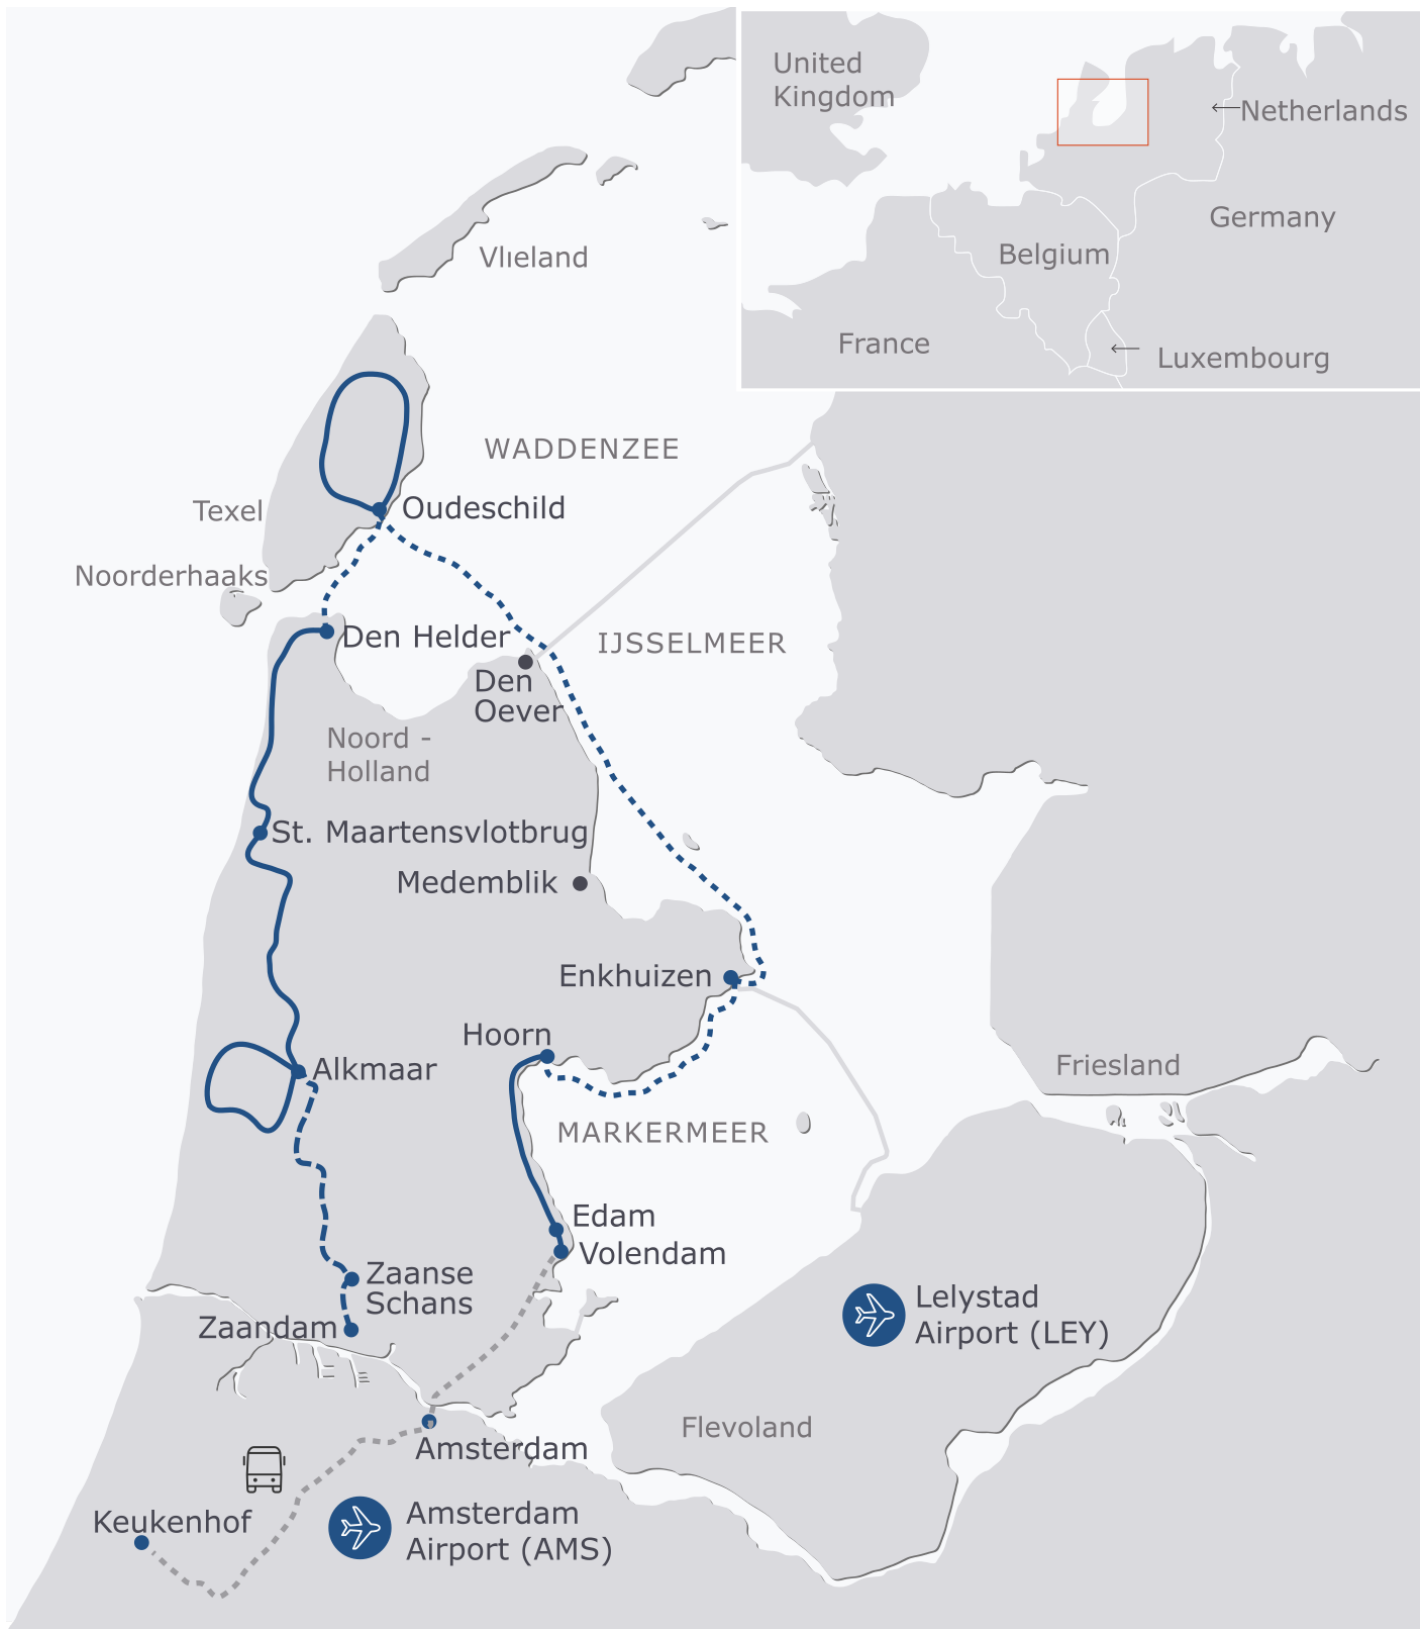 United
Kingdom
Netherlands
Germany
Belgium
France
Luxembourg
Vlieland
WADDENZEE
Texel
Oudeschild
Noorderhaaks
Den Helder
IJSSELMEER
Den
Oever
Noord -
Holland
St. Maartensvlotbrug
Medemblik
Enkhuizen
Hoorn
Alkmaar
Friesland
MARKERMEER
Edam
Volendam
Zaanse
Schans
Zaandam
Lelystad
Airport (LEY)
Flevoland
Amsterdam
Keukenhof
Amsterdam
Airport (AMS)